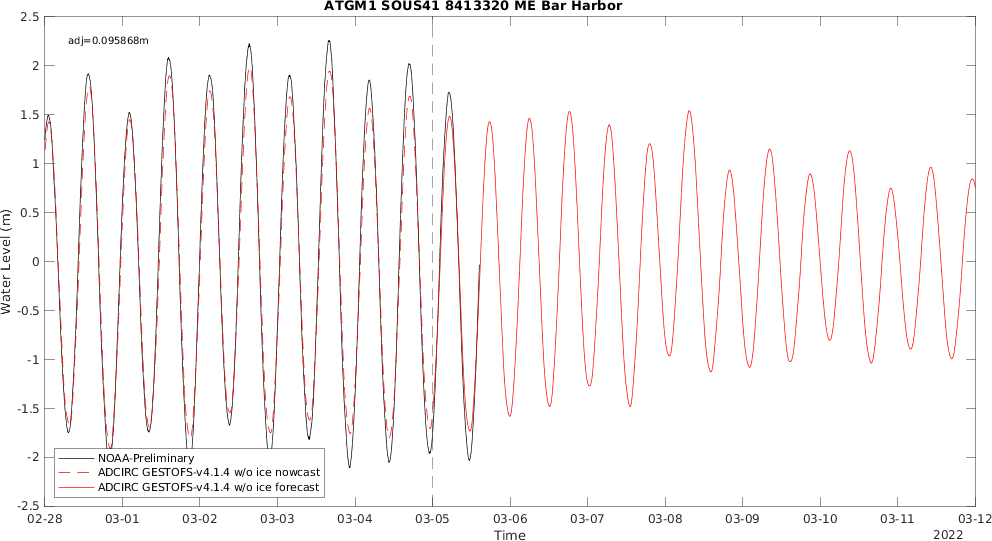 ATGM1 SOUS41 8413320 ME Bar Harbor
adj=0.095868m
2.5
2
1.5
1
0.5
0
-0.5
-1
-1.5
-2
-2.5
Water Level (m)
NOAA-Preliminary
ADCIRC GESTOFS-v4.1.4 w/o ice nowcast
ADCIRC GESTOFS-v4.1.4 w/o ice forecast
02-28 03-01 03-02 03-03 03-04 03-05 03-06 03-07 03-08 03-09 03-10 03-11 03-12
Time
2022